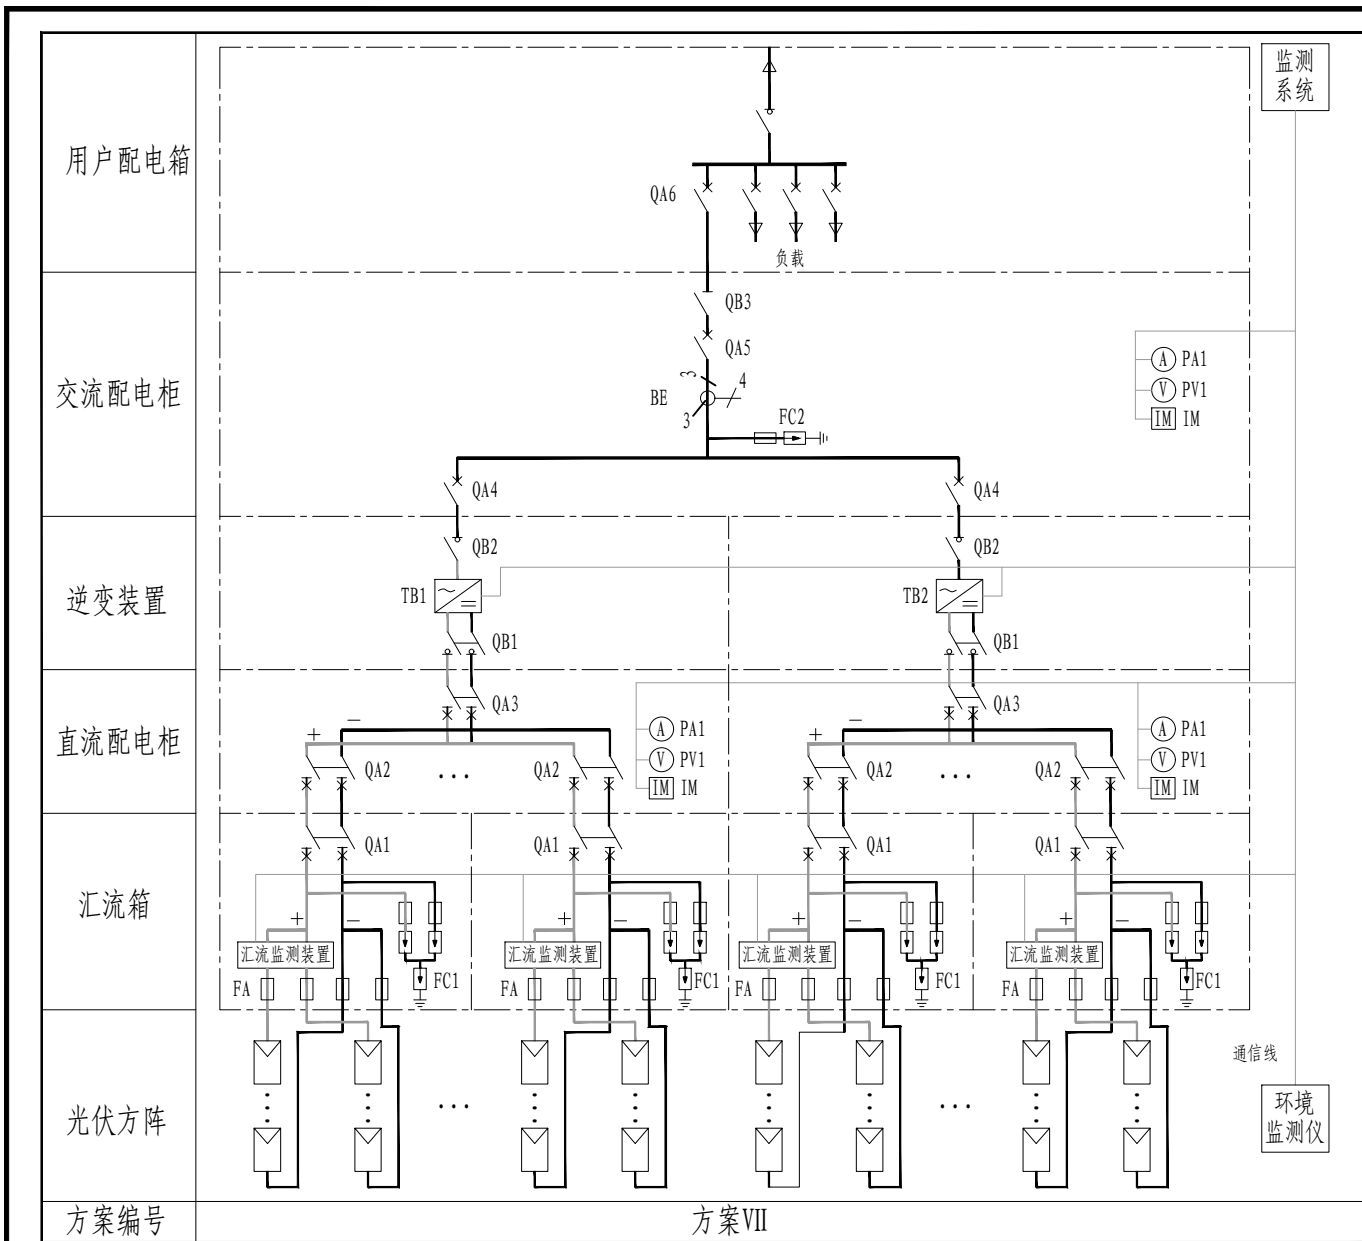 监测
系统
用户配电箱
QA6
负载
QB3
QA5
3
4
BE
3
FC2
交流配电柜
A PA1
V PV1
IM IM
QA4
QA4
QB2
QB2
逆变装置
TB1
TB2
QB1
QB1
QA3
QA3
直流配电柜
+ −
+ −
A PA1
V PV1
IM IM
A PA1
V PV1
IM IM
QA2 ... QA2
QA2 ... QA2
QA1 QA1 QA1 QA1
汇流箱
+ − + − + − + −
汇流监测装置 汇流监测装置 汇流监测装置 汇流监测装置
FA FC1 FA FC1 FA FC1 FA FC1
通信线
光伏方阵
... ...
环境
监测仪
方案编号
方案VII